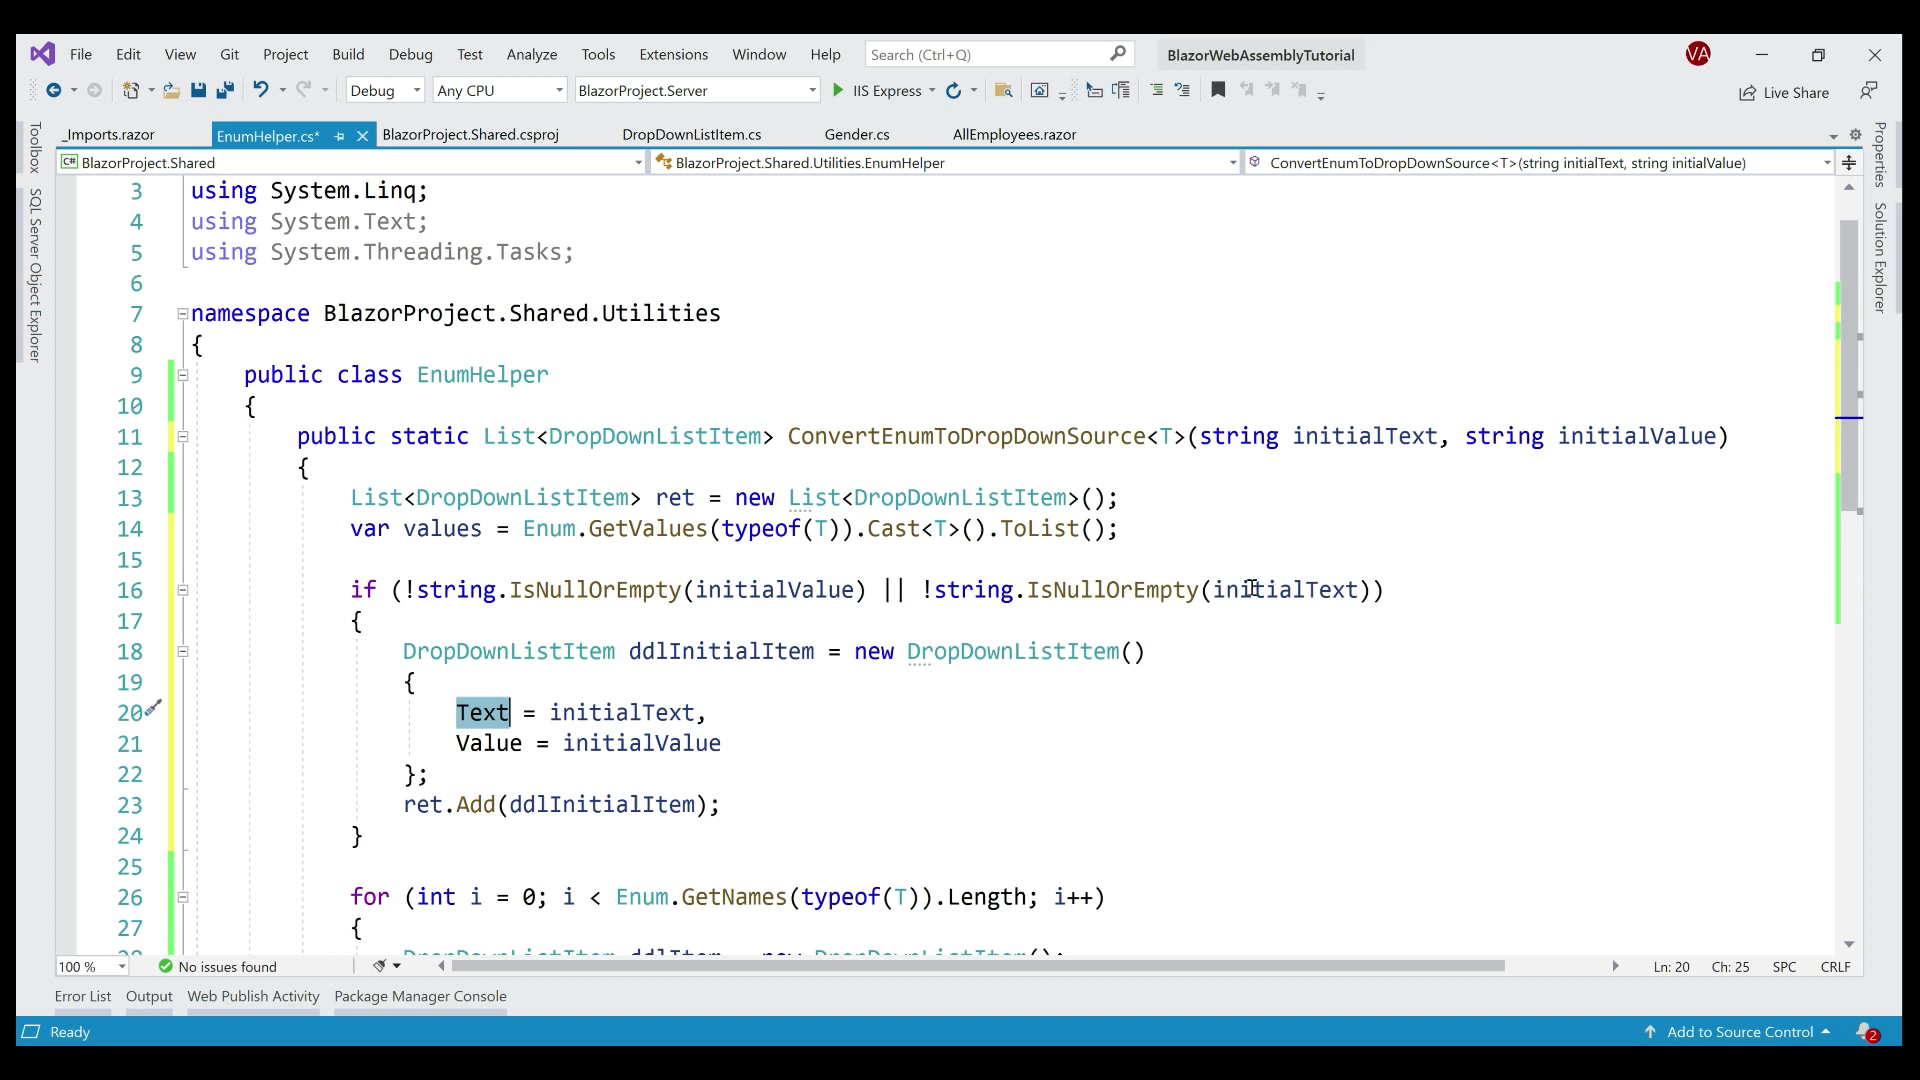 File Edit View Git Project Build Debug Test Analyze Tools Extensions Window Help Search (Ctrl+Q) BlazorWebAssemblyTutorial VA
Debug Any CPU BlazorProject.Server IIS Express Live Share
_Imports.razor EnumHelper.cs* BlazorProject.Shared.csproj DropDownListItem.cs Gender.cs AllEmployees.razor
C# BlazorProject.Shared BlazorProject.Shared.Utilities.EnumHelper ConvertEnumToDropDownSource<T>(string initialText, string initialValue)
Toolbox
SQL Server Object Explorer
Properties
Solution Explorer
3 using System.Linq;
4 using System.Text;
5 using System.Threading.Tasks;
6
7 namespace BlazorProject.Shared.Utilities
8 {
9 public class EnumHelper
10 {
11 public static List<DropDownListItem> ConvertEnumToDropDownSource<T>(string initialText, string initialValue)
12 {
13 List<DropDownListItem> ret = new List<DropDownListItem>();
14 var values = Enum.GetValues(typeof(T)).Cast<T>().ToList();
15
16 if (!string.IsNullOrEmpty(initialValue) || !string.IsNullOrEmpty(initialText))
17 {
18 DropDownListItem ddlInitialItem = new DropDownListItem()
19 {
20 Text = initialText,
21 Value = initialValue
22 };
23 ret.Add(ddlInitialItem);
24 }
25
26 for (int i = 0; i < Enum.GetNames(typeof(T)).Length; i++)
27 {
100 % No issues found Ln: 20 Ch: 25 SPC CRLF
Error List Output Web Publish Activity Package Manager Console
Ready Add to Source Control 2